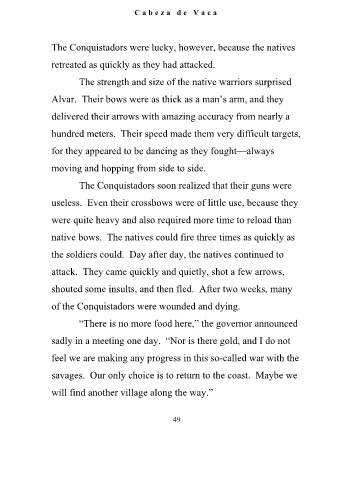 Cabeza de Vaca
The Conquistadors were lucky, however, because the natives
retreated as quickly as they had attacked.
The strength and size of the native warriors surprised
Alvar. Their bows were as thick as a man's arm, and they
delivered their arrows with amazing accuracy from nearly a
hundred meters. Their speed made them very difficult targets,
for they appeared to be dancing as they fought—always
moving and hopping from side to side.
The Conquistadors soon realized that their guns were
useless. Even their crossbows were of little use, because they
were quite heavy and also required more time to reload than
native bows. The natives could fire three times as quickly as
the soldiers could. Day after day, the natives continued to
attack. They came quickly and quietly, shot a few arrows,
shouted some insults, and then fled. After two weeks, many
of the Conquistadors were wounded and dying.
"There is no more food here," the governor announced
sadly in a meeting one day. "Nor is there gold, and I do not
feel we are making any progress in this so-called war with the
savages. Our only choice is to return to the coast. Maybe we
will find another village along the way."
49